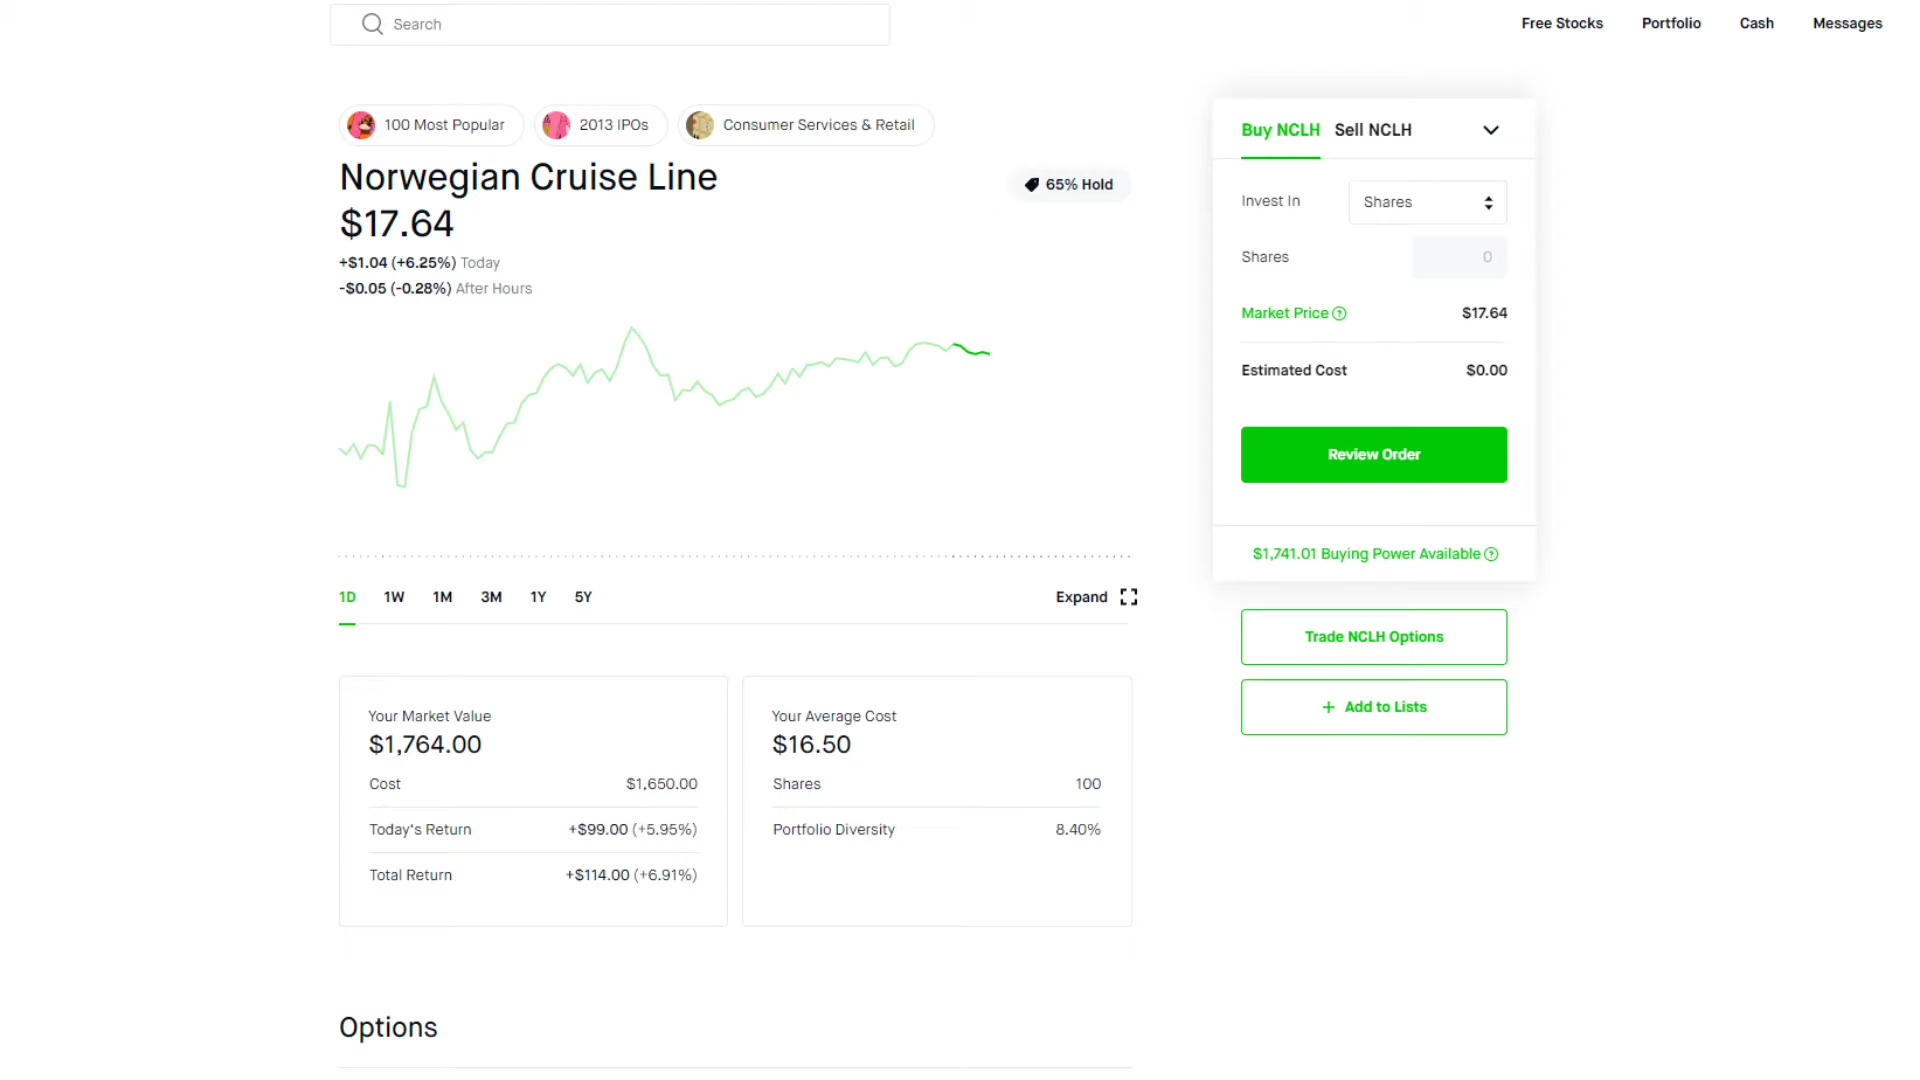 Search
Free Stocks Portfolio Cash Messages
100 Most Popular 2013 IPOs Consumer Services & Retail
Norwegian Cruise Line
65% Hold
$17.64
+$1.04 (+6.25%) Today
-$0.05 (-0.28%) After Hours
1D 1W 1M 3M 1Y 5Y
Expand
Your Market Value
$1,764.00
Cost $1,650.00
Today's Return +$99.00 (+5.95%)
Total Return +$114.00 (+6.91%)
Your Average Cost
$16.50
Shares 100
Portfolio Diversity 8.40%
Options
Buy NCLH Sell NCLH
Invest In Shares
Shares 0
Market Price $17.64
Estimated Cost $0.00
Review Order
$1,741.01 Buying Power Available
Trade NCLH Options
+ Add to Lists